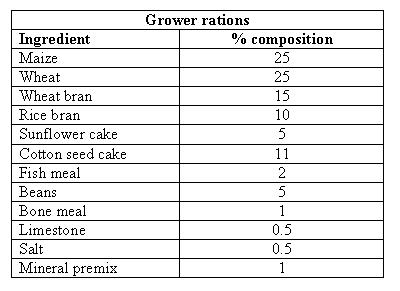 Grower rations
Ingredient % composition
Maize 25
Wheat 25
Wheat bran 15
Rice bran 10
Sunflower cake 5
Cotton seed cake 11
Fish meal 2
Beans 5
Bone meal 1
Limestone 0.5
Salt 0.5
Mineral premix 1